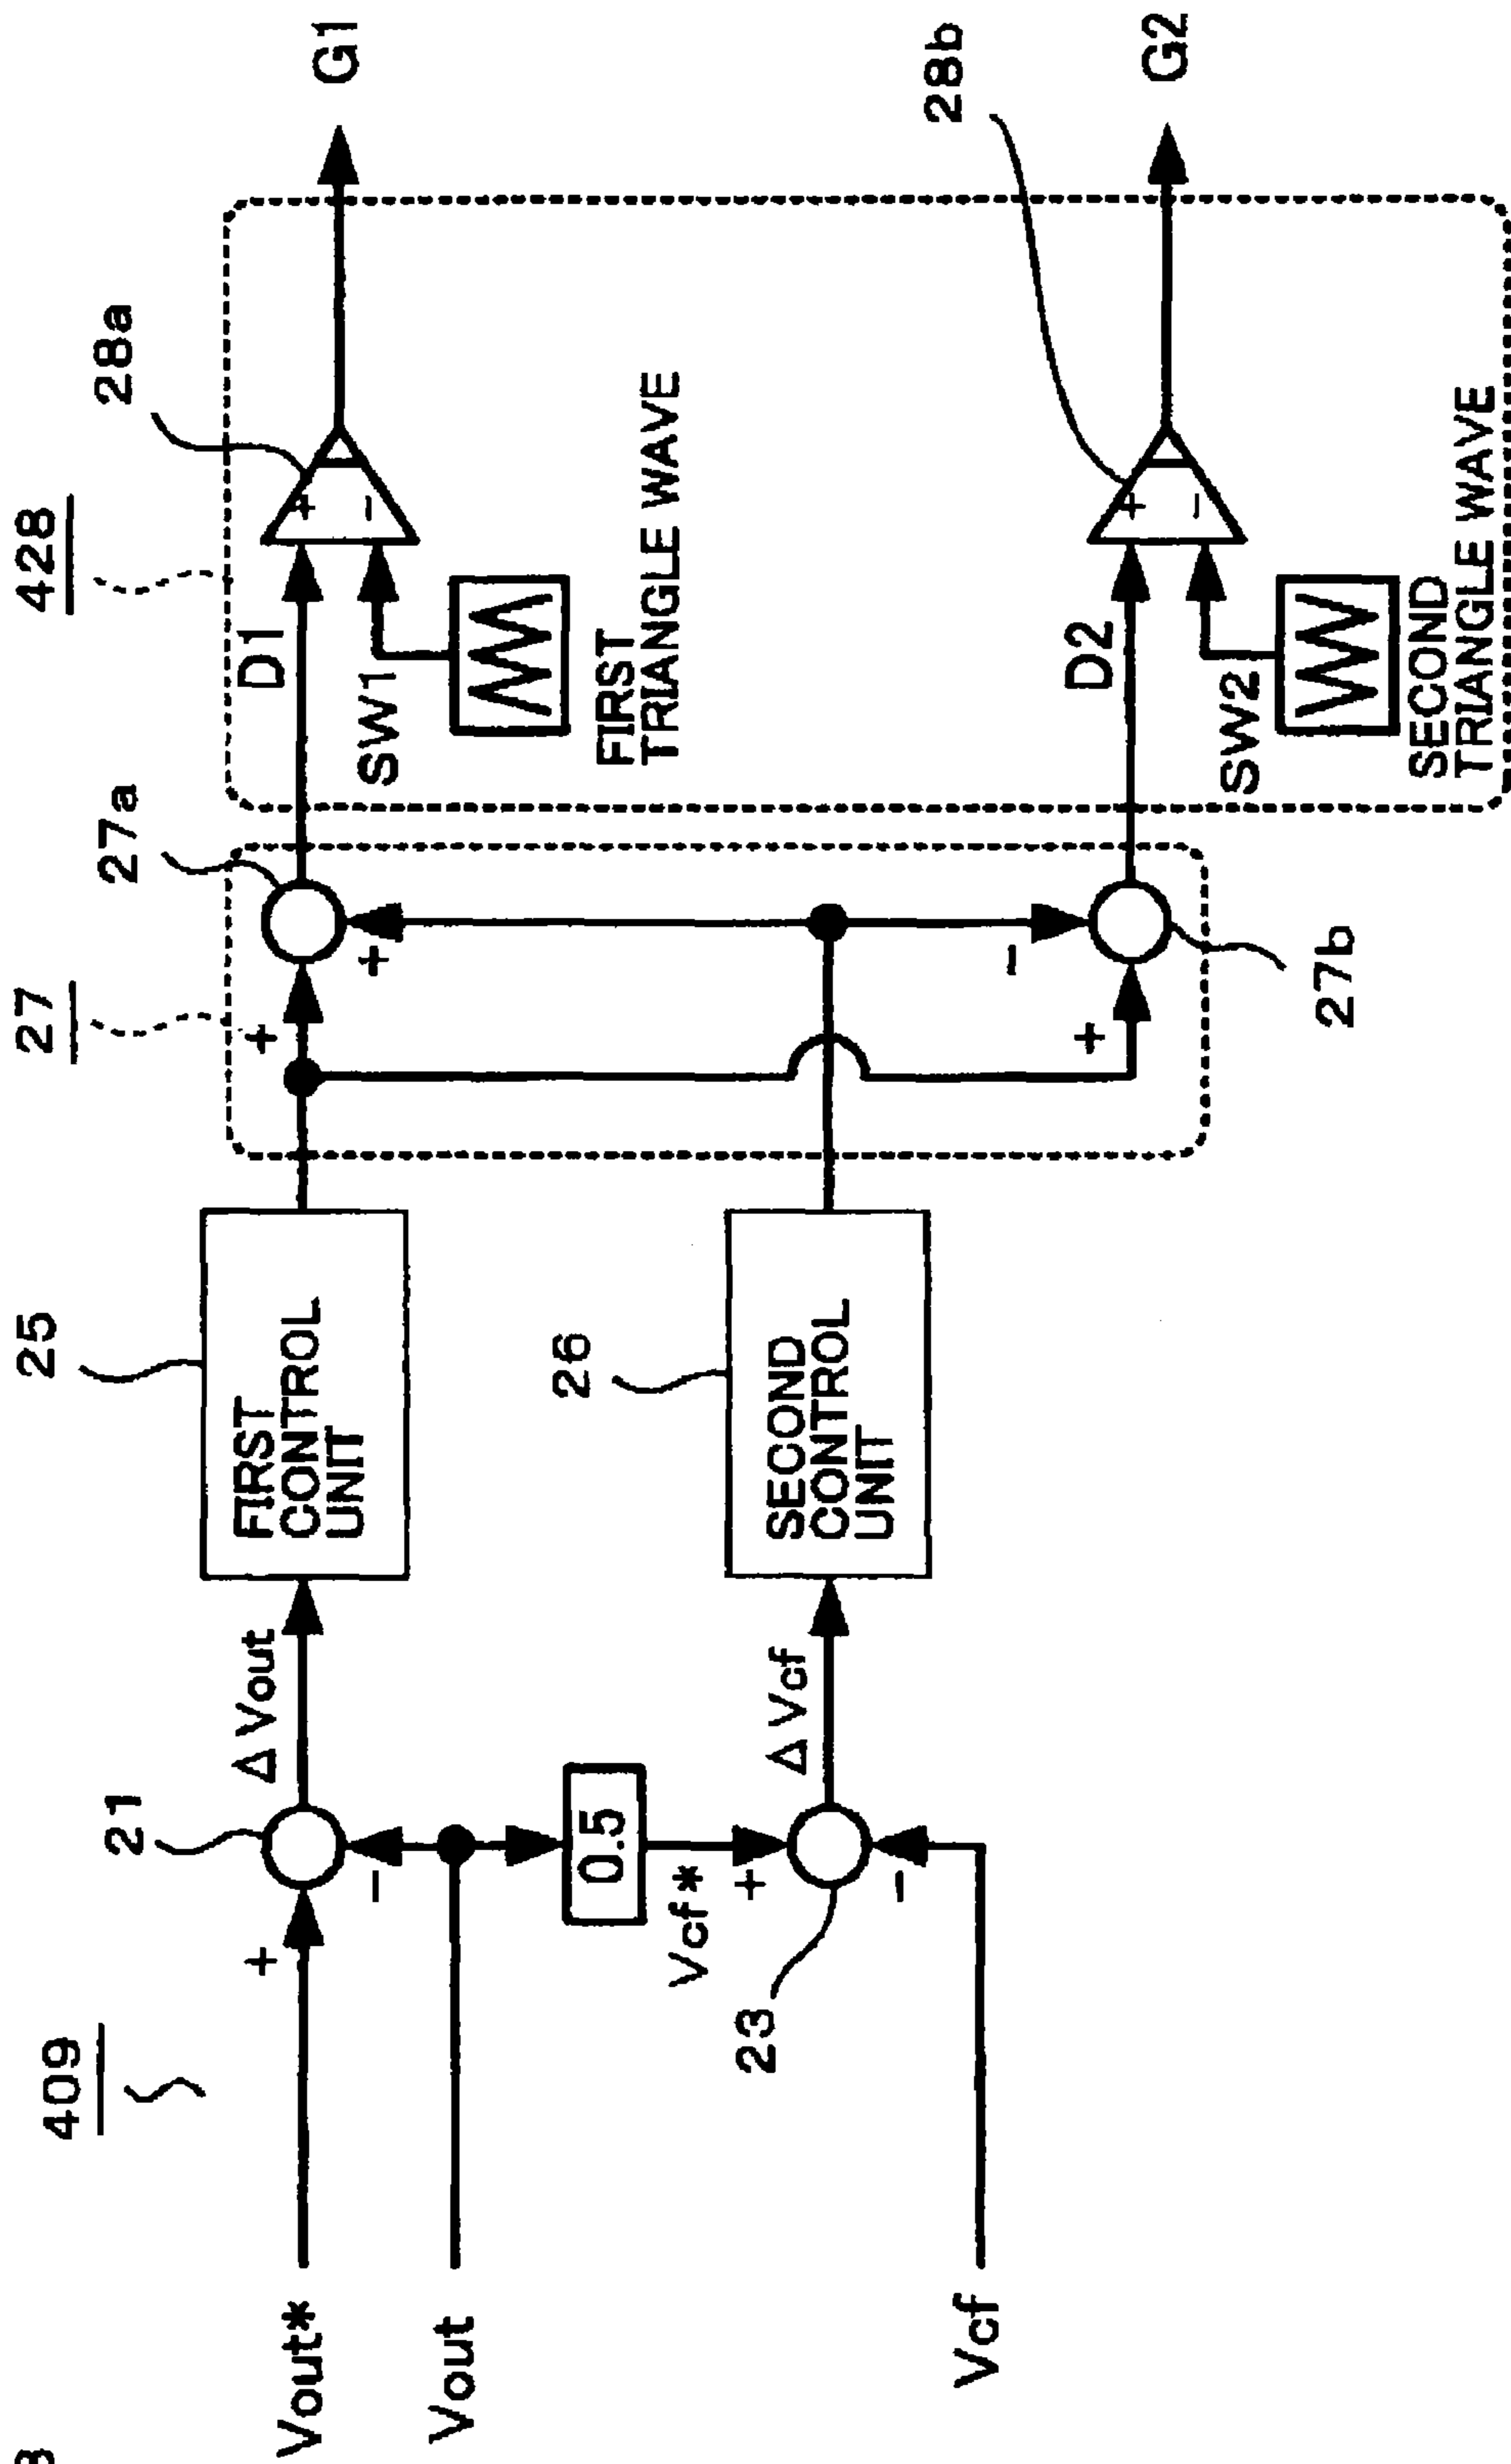 409
Vout*
+
21
−
Vout
ΔVout
25
FIRST
CONTROL
UNIT
27
+
+
27a
428
D1
28a
+
−
SW1
FIRST
TRIANGLE WAVE
G1
0.5
Vcf*
+
23
−
Vcf
ΔVcf
26
SECOND
CONTROL
UNIT
−
+
27b
D2
28b
+
−
SW2
SECOND
TRIANGLE WAVE
G2